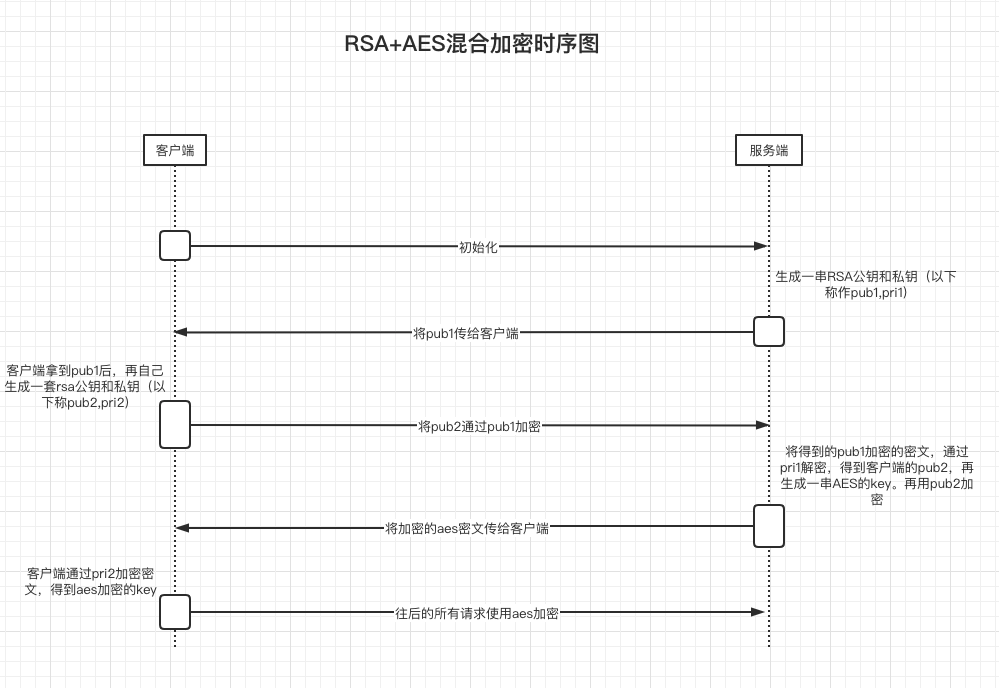 RSA+AES混合加密时序图
客户端
服务端
初始化
生成一串RSA公钥和私钥（以下
称作pub1,pri1)
将pub1传给客户端
客户端拿到pub1后，再自己
生成一套rsa公钥和私钥（以
下称pub2,pri2）
将pub2通过pub1加密
将得到的pub1加密的密文，通过
pri1解密，得到客户端的pub2，再
生成一串AES的key。再用pub2加
密
将加密的aes密文传给客户端
客户端通过pri2加密密
文，得到aes加密的key
往后的所有请求使用aes加密